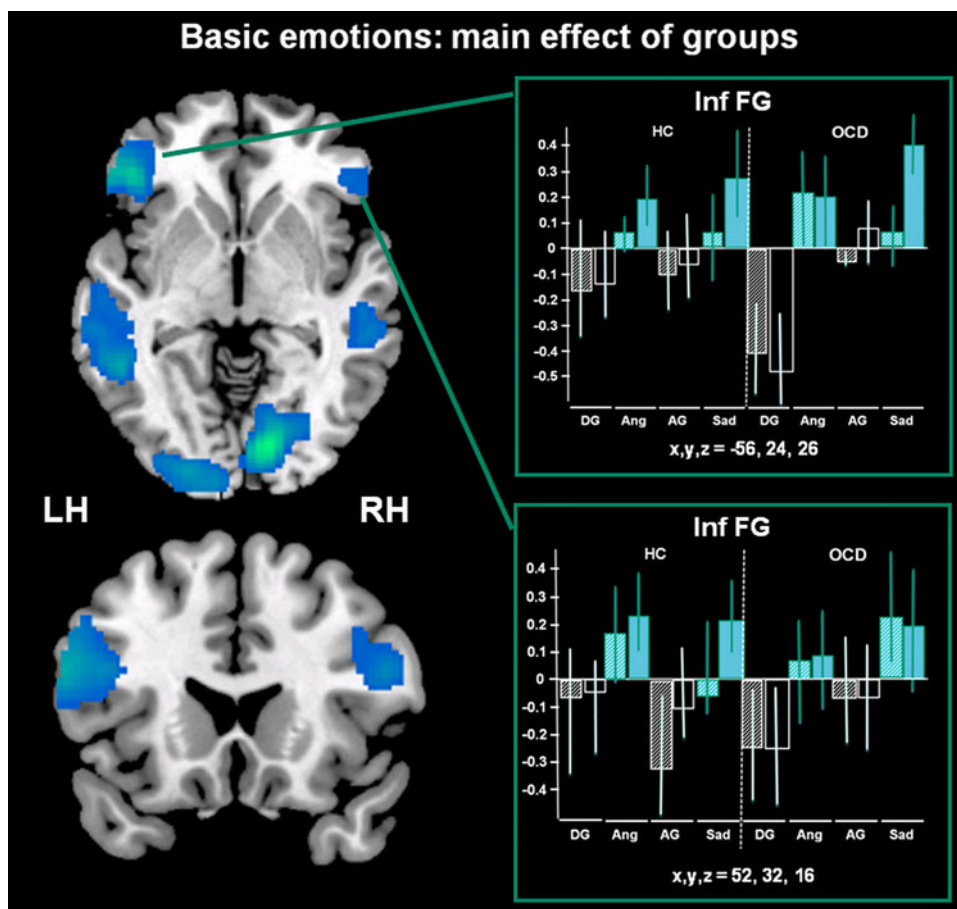 Basic emotions: main effect of groups
Inf FG
HC OCD
0.4
0.3
0.2
0.1
0
-0.1
-0.2
-0.3
-0.4
-0.5
DG Ang AG Sad DG Ang AG Sad
x,y,z = -56, 24, 26
LH RH
Inf FG
HC OCD
0.4
0.3
0.2
0.1
0
-0.1
-0.2
-0.3
-0.4
DG Ang AG Sad DG Ang AG Sad
x,y,z = 52, 32, 16